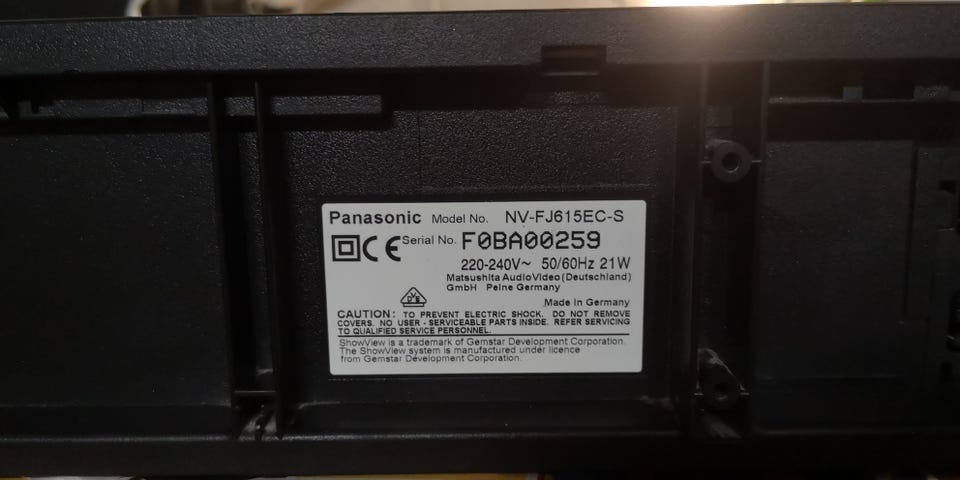 Panasonic Model No. NV-FJ615EC-S
CE Serial No. F0BA00259
220-240V~ 50/60Hz 21W
Matsushita AudioVideo (Deutschland)
GmbH Peine Germany
Made in Germany
CAUTION: TO PREVENT ELECTRIC SHOCK. DO NOT REMOVE
COVERS. NO USER - SERVICEABLE PARTS INSIDE. REFER SERVICING
TO QUALIFIED SERVICE PERSONNEL.
ShowView is a trademark of Gemstar Development Corporation.
The ShowView system is manufactured under licence
from Gemstar Development Corporation.